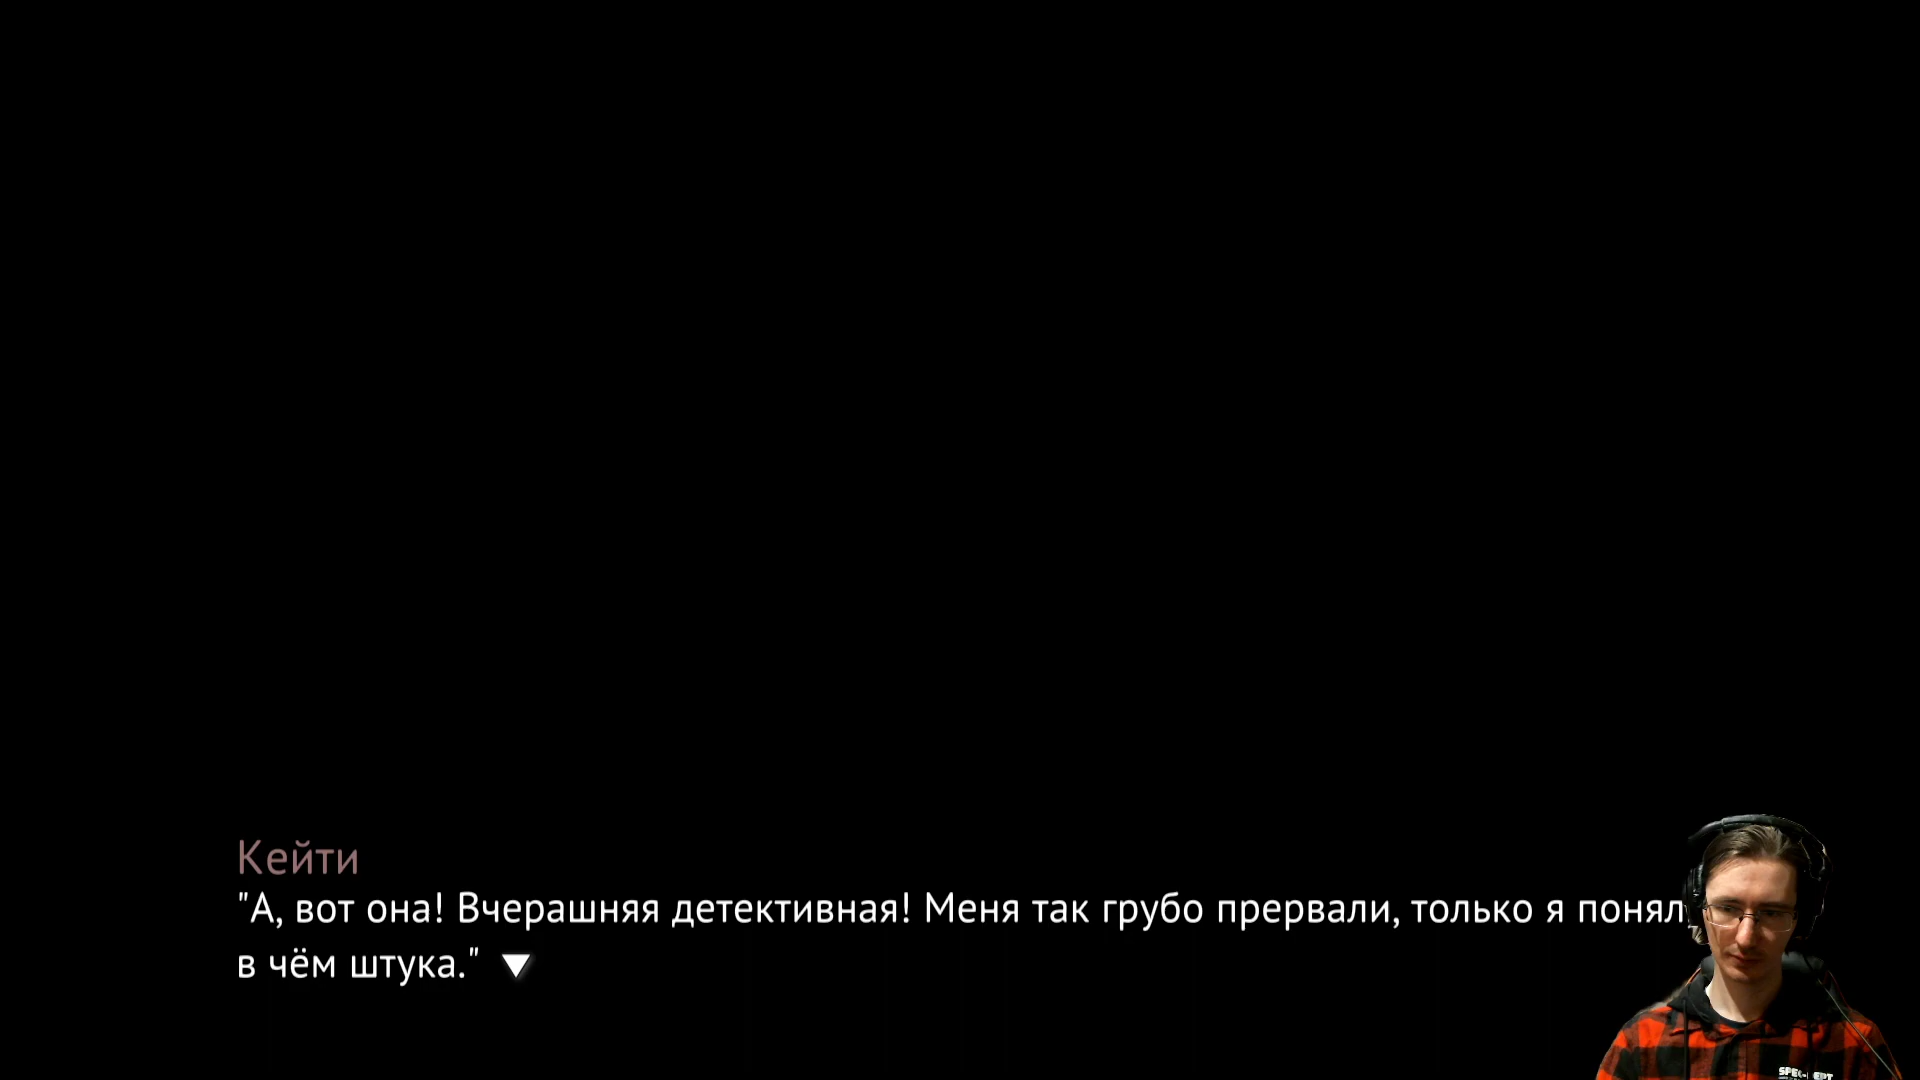 Кейти
"А, вот она! Вчерашняя детективная! Меня так грубо прервали, только я понял
в чём штука."